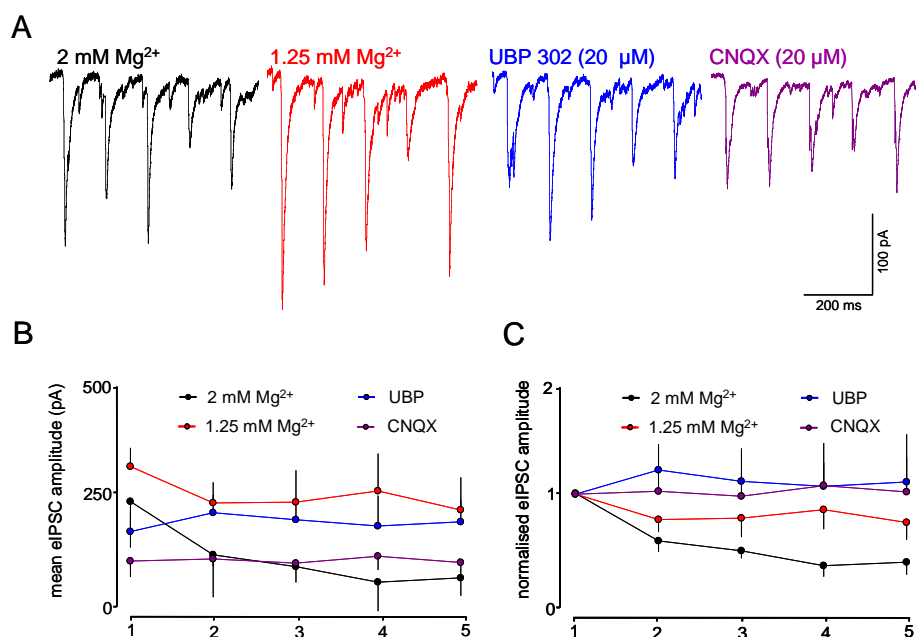 A
2 mM Mg²⁺
1.25 mM Mg²⁺
UBP 302 (20 µM)
CNQX (20 µM)
100 pA
200 ms
B
mean eIPSC amplitude (pA)
500
250
0
2 mM Mg²⁺
1.25 mM Mg²⁺
UBP
CNQX
1 2 3 4 5
C
normalised eIPSC amplitude
2
1
0
2 mM Mg²⁺
1.25 mM Mg²⁺
UBP
CNQX
1 2 3 4 5